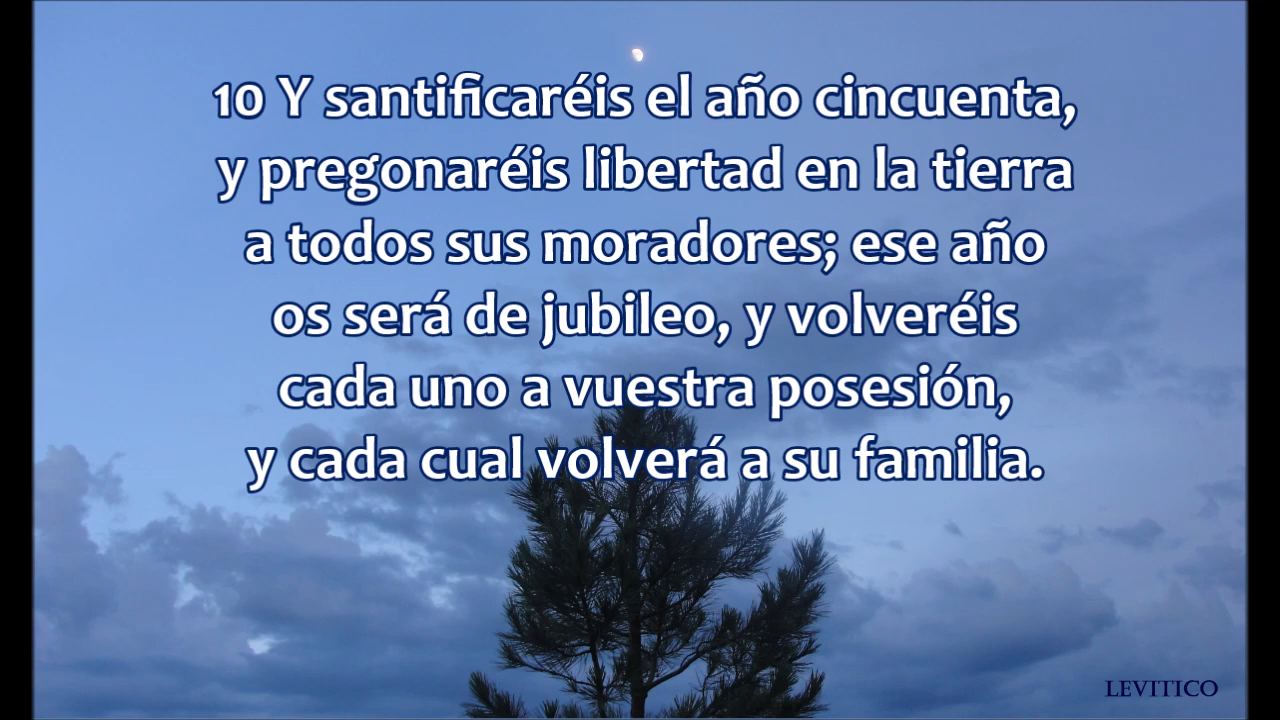 10 Y santificaréis el año cincuenta,
y pregonaréis libertad en la tierra
a todos sus moradores; ese año
os será de jubileo, y volveréis
cada uno a vuestra posesión,
y cada cual volverá a su familia.
LEVITICO